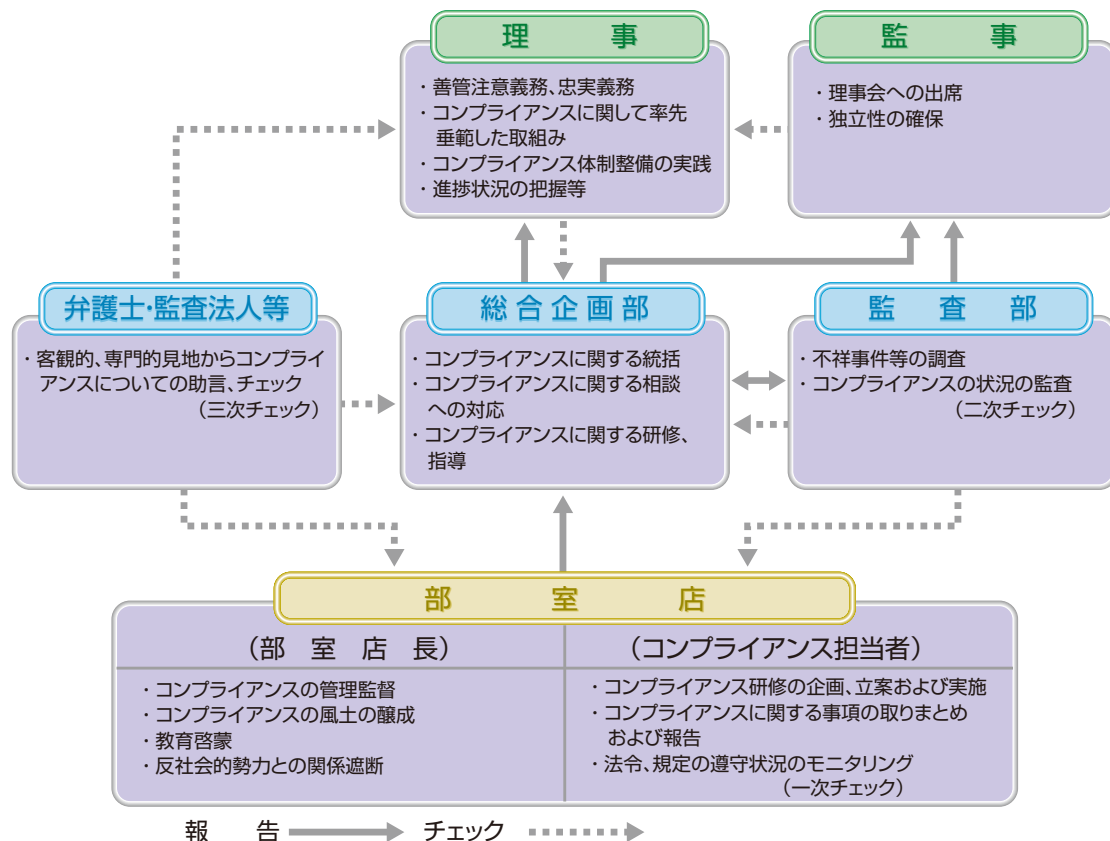 理 事
・善管注意義務、忠実義務
・コンプライアンスに関して率先
垂範した取組み
・コンプライアンス体制整備の実践
・進捗状況の把握等
監 事
・理事会への出席
・独立性の確保
弁護士・監査法人等
・客観的、専門的見地からコンプライ
アンスについての助言、チェック
（三次チェック）
総合企画部
・コンプライアンスに関する統括
・コンプライアンスに関する相談
への対応
・コンプライアンスに関する研修、
指導
監 査 部
・不祥事件等の調査
・コンプライアンスの状況の監査
（二次チェック）
部 室 店
（部 室 店 長）
・コンプライアンスの管理監督
・コンプライアンスの風土の醸成
・教育啓蒙
・反社会的勢力との関係遮断
（コンプライアンス担当者）
・コンプライアンス研修の企画、立案および実施
・コンプライアンスに関する事項の取りまとめ
および報告
・法令、規定の遵守状況のモニタリング
（一次チェック）
報 告 チェック